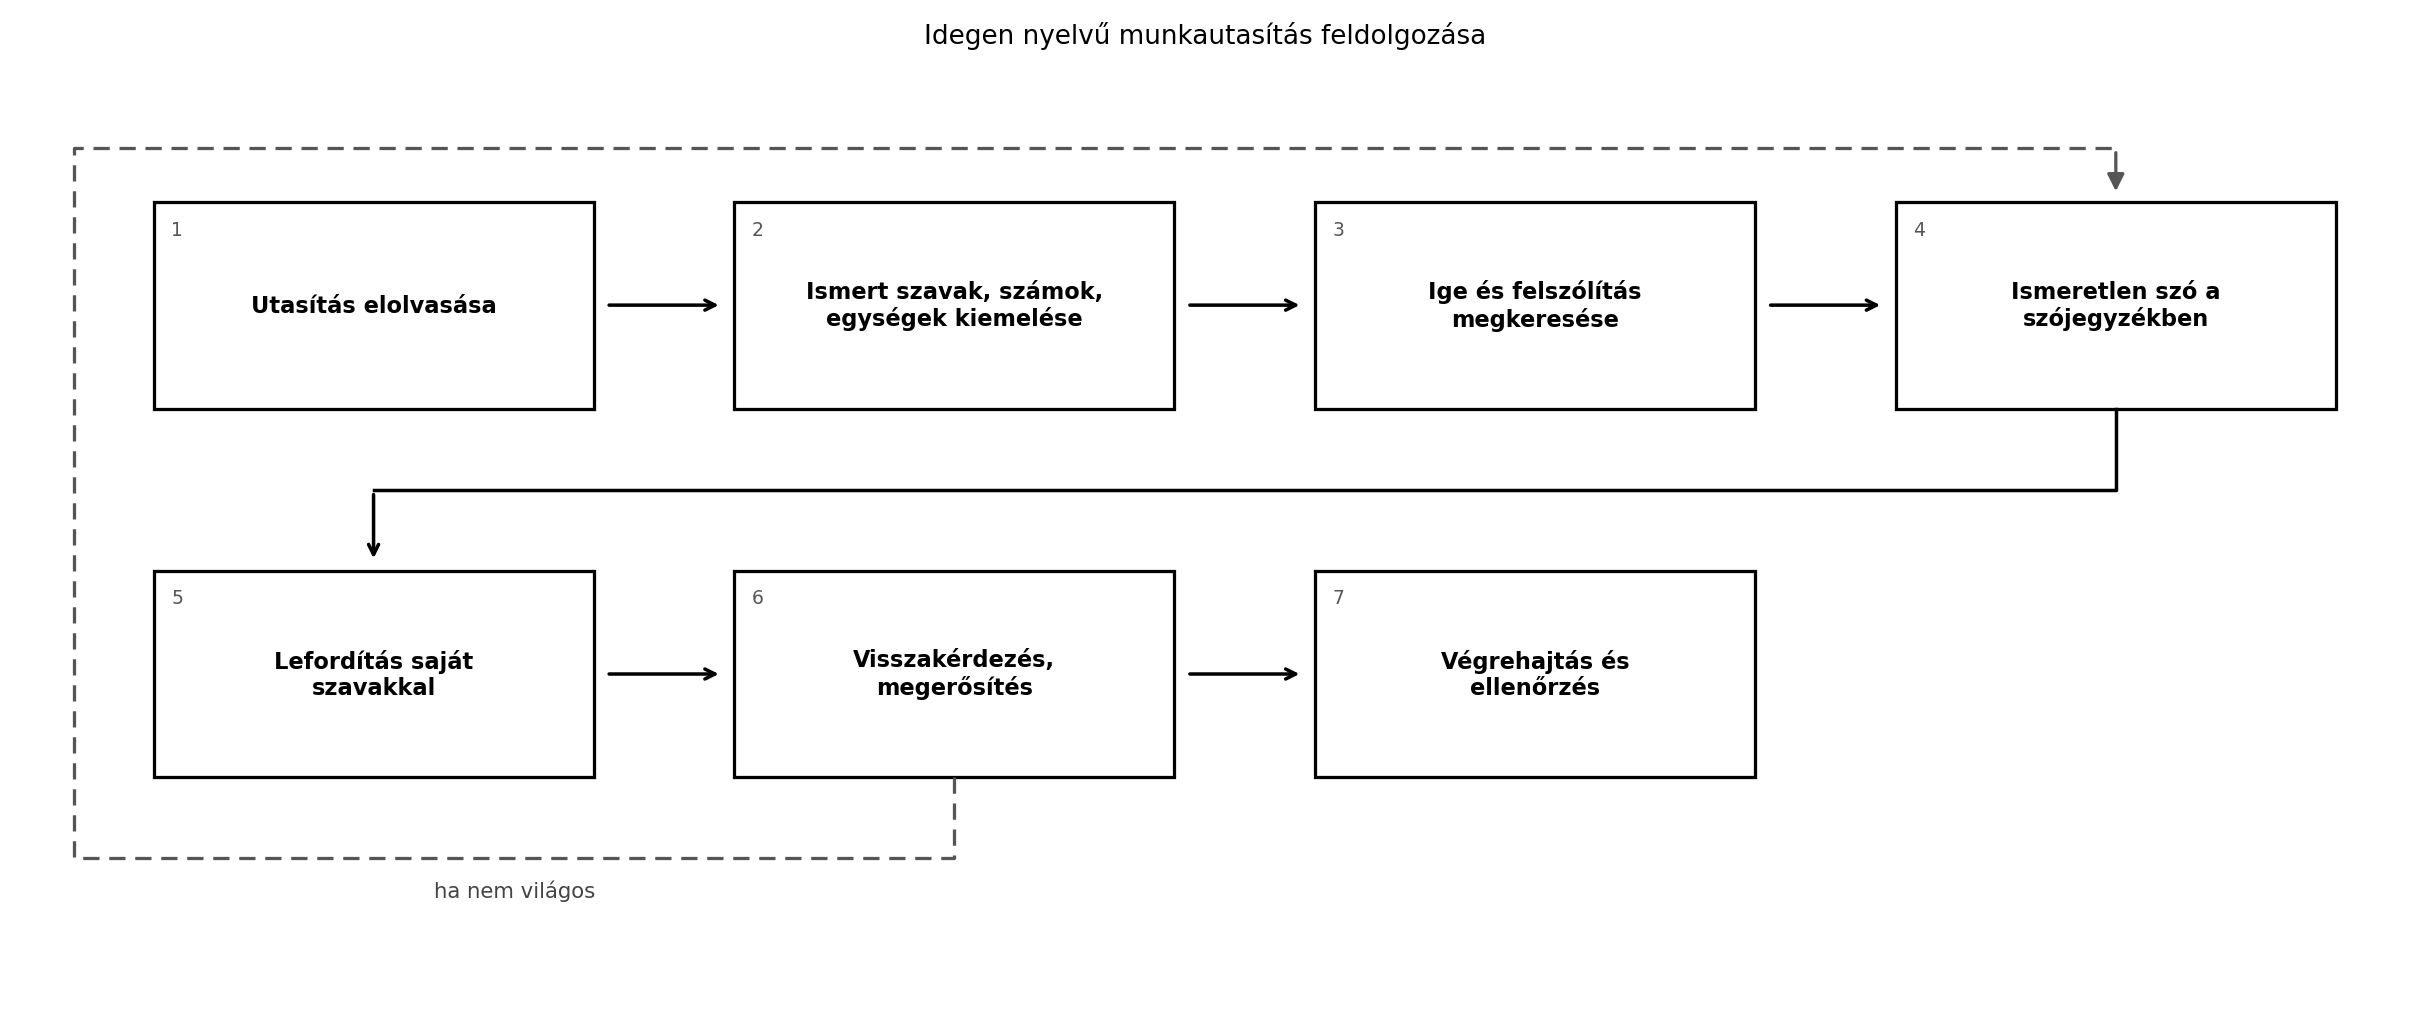 Idegen nyelvű munkautasítás feldolgozása
1
Utasítás elolvasása
2
Ismert szavak, számok,
egységek kiemelése
3
Ige és felszólítás
megkeresése
4
Ismeretlen szó a
szójegyzékben
5
Lefordítás saját
szavakkal
6
Visszakérdezés,
megerősítés
7
Végrehajtás és
ellenőrzés
ha nem világos